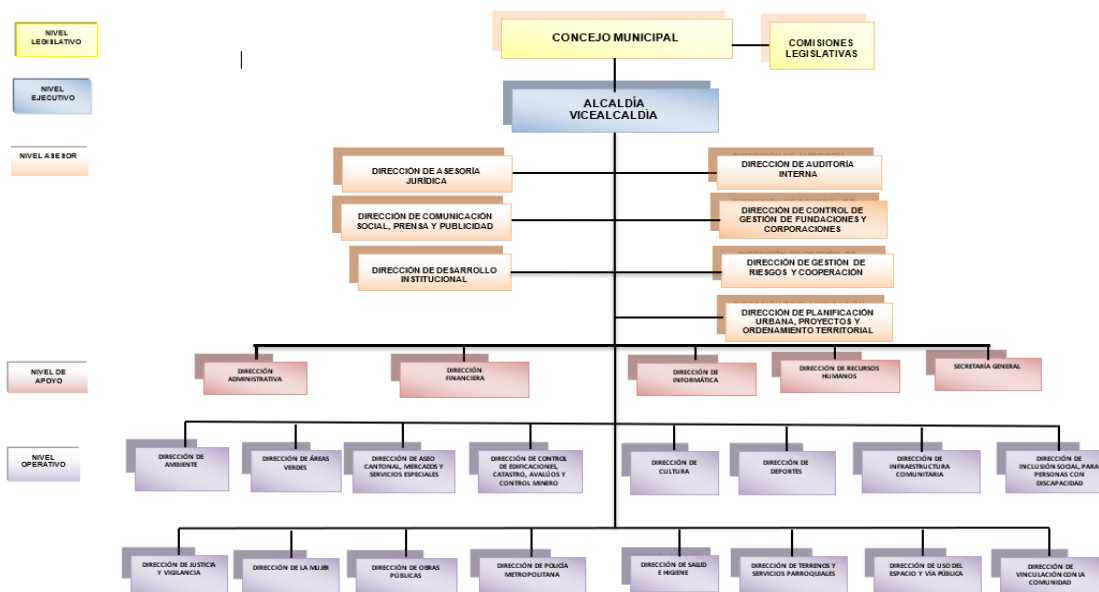 NIVEL
LEGISLATIVO
CONCEJO MUNICIPAL
COMISIONES
LEGISLATIVAS
NIVEL
EJECUTIVO
ALCALDÍA
VICEALCALDÍA
NIVEL ASESOR
DIRECCIÓN DE ASESORÍA
JURÍDICA
DIRECCIÓN DE AUDITORÍA
INTERNA
DIRECCIÓN DE COMUNICACIÓN
SOCIAL, PRENSA Y PUBLICIDAD
DIRECCIÓN DE CONTROL DE
GESTIÓN DE FUNDACIONES Y
CORPORACIONES
DIRECCIÓN DE DESARROLLO
INSTITUCIONAL
DIRECCIÓN DE GESTIÓN DE
RIESGOS Y COOPERACIÓN
DIRECCIÓN DE PLANIFICACIÓN
URBANA, PROYECTOS Y
ORDENAMIENTO TERRITORIAL
NIVEL DE
APOYO
DIRECCIÓN
ADMINISTRATIVA
DIRECCIÓN
FINANCIERA
DIRECCIÓN DE
INFORMÁTICA
DIRECCIÓN DE RECURSOS
HUMANOS
SECRETARÍA GENERAL
NIVEL
OPERATIVO
DIRECCIÓN DE
AMBIENTE
DIRECCIÓN DE ÁREAS
VERDES
DIRECCIÓN DE ASEO
CANTONAL, MERCADOS Y
SERVICIOS ESPECIALES
DIRECCIÓN DE CONTROL
DE EDIFICACIONES,
CATASTRO, AVALÚOS Y
CONTROL MINERO
DIRECCIÓN DE
CULTURA
DIRECCIÓN DE
DEPORTES
DIRECCIÓN DE
INFRAESTRUCTURA
COMUNITARIA
DIRECCIÓN DE
INCLUSIÓN SOCIAL, PARA
PERSONAS CON
DISCAPACIDAD
DIRECCIÓN DE JUSTICIA
Y VIGILANCIA
DIRECCIÓN DE LA MUJER
DIRECCIÓN DE OBRAS
PÚBLICAS
DIRECCIÓN DE POLICÍA
METROPOLITANA
DIRECCIÓN DE SALUD
E HIGIENE
DIRECCIÓN DE TERRENOS Y
SERVICIOS PARROQUIALES
DIRECCIÓN DE USO DEL
ESPACIO Y VÍA PÚBLICA
DIRECCIÓN DE
VINCULACIÓN CON LA
COMUNIDAD